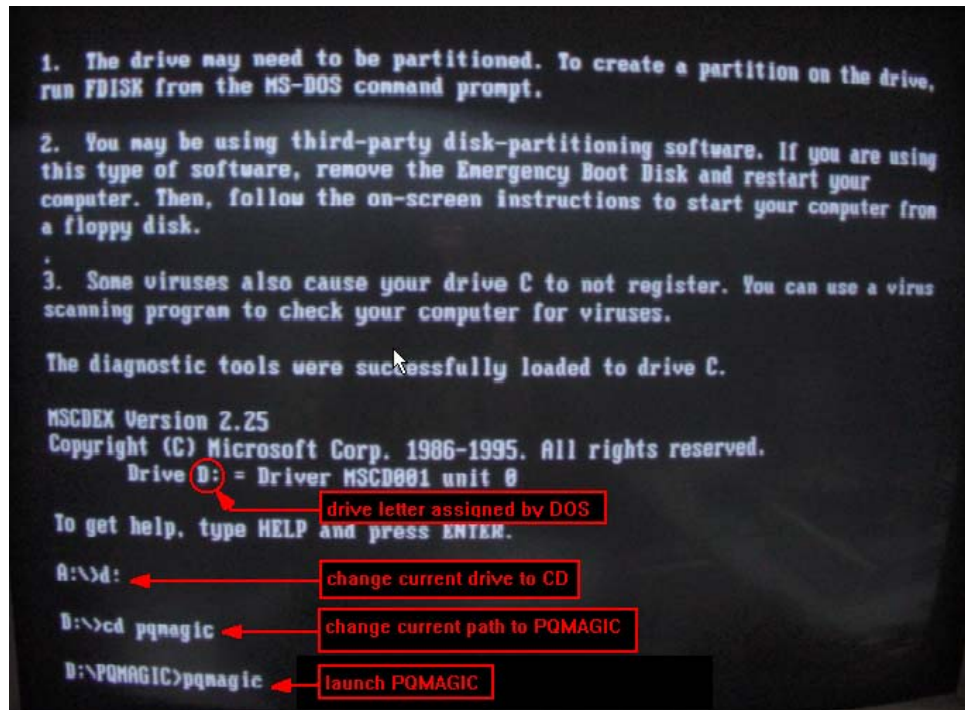 1.  The drive may need to be partitioned. To create a partition on the drive,
run FDISK from the MS-DOS command prompt.
2.  You may be using third-party disk-partitioning software. If you are using
this type of software, remove the Emergency Boot Disk and restart your
computer. Then, follow the on-screen instructions to start your computer from
a floppy disk.
.
3.  Some viruses also cause your drive C to not register. You can use a virus
scanning program to check your computer for viruses.
The diagnostic tools were successfully loaded to drive C.
MSCDEX Version 2.25
Copyright (C) Microsoft Corp. 1986-1995. All rights reserved.
Drive D: = Driver MSCD001 unit 0
drive letter assigned by DOS
To get help, type HELP and press ENTER.
A:\>d:
change current drive to CD
D:\>cd pqmagic
change current path to PQMAGIC
D:\PQMAGIC>pqmagic
launch PQMAGIC